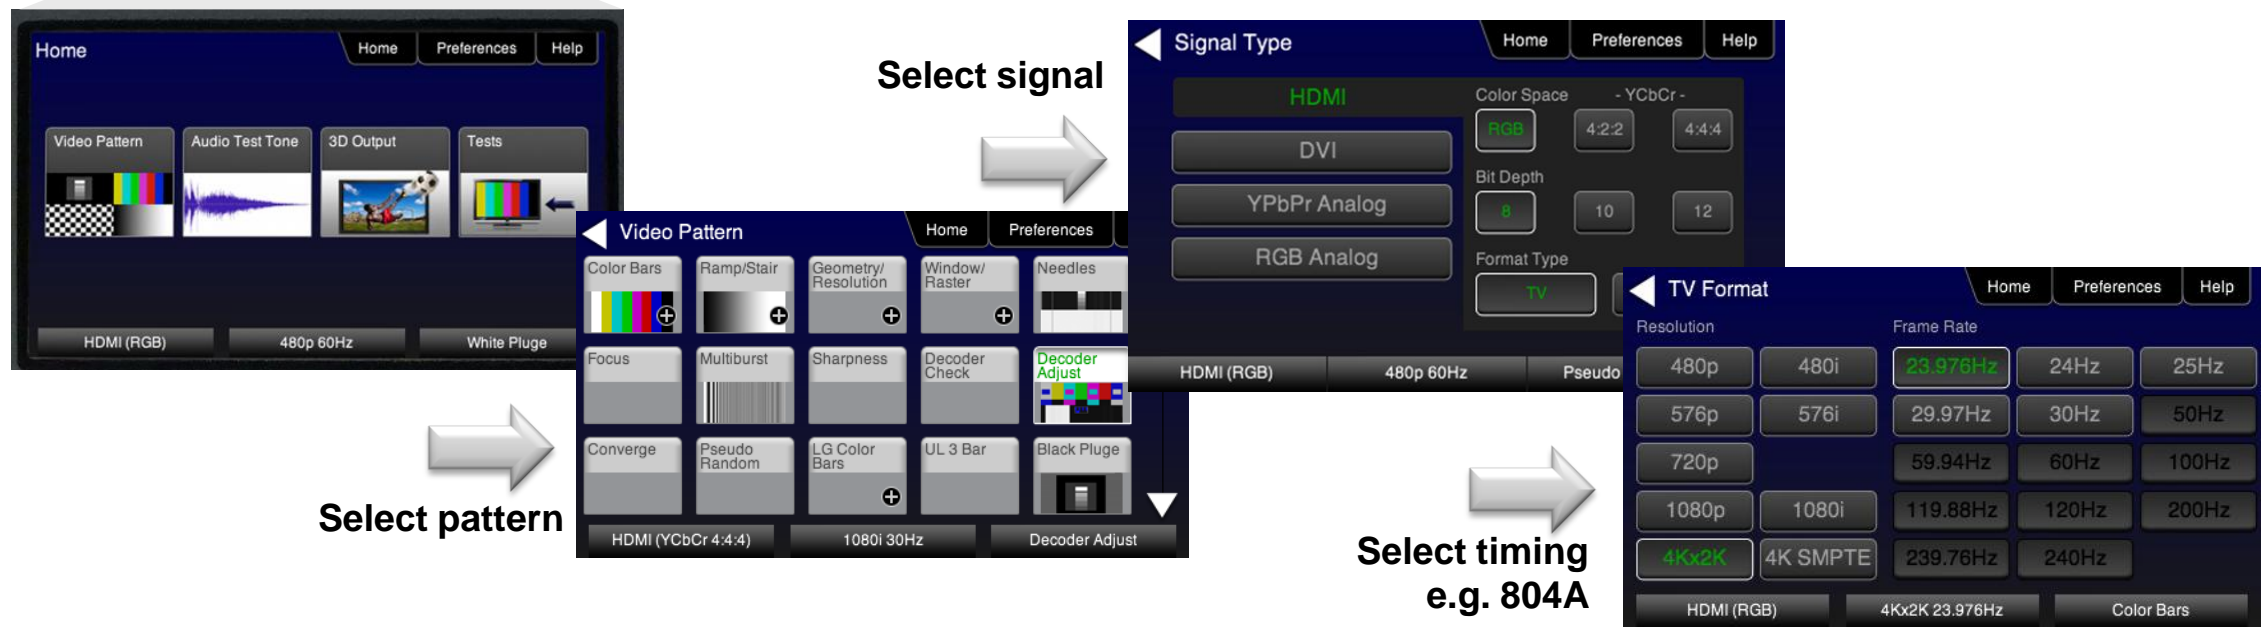 Home
Home
Preferences
Help
Video Pattern
Audio Test Tone
3D Output
Tests
HDMI (RGB)
480p 60Hz
White Pluge
Select pattern
Video Pattern
Home
Preferences
Color Bars
Ramp/Stair
Geometry/
Resolution
Window/
Raster
Needles
Focus
Multiburst
Sharpness
Decoder
Check
Decoder
Adjust
Converge
Pseudo
Random
LG Color
Bars
UL 3 Bar
Black Pluge
HDMI (YCbCr 4:4:4)
1080i 30Hz
Decoder Adjust
Select signal
Signal Type
Home
Preferences
Help
HDMI
DVI
YPbPr Analog
RGB Analog
Color Space
- YCbCr -
RGB
4:2:2
4:4:4
Bit Depth
8
10
12
Format Type
TV
HDMI (RGB)
480p 60Hz
Pseudo
Select timing
e.g. 804A
TV Format
Home
Preferences
Help
Resolution
Frame Rate
480p
480i
23.976Hz
24Hz
25Hz
576p
576i
29.97Hz
30Hz
50Hz
720p
59.94Hz
60Hz
100Hz
1080p
1080i
119.88Hz
120Hz
200Hz
4Kx2K
4K SMPTE
239.76Hz
240Hz
HDMI (RGB)
4Kx2K 23.976Hz
Color Bars